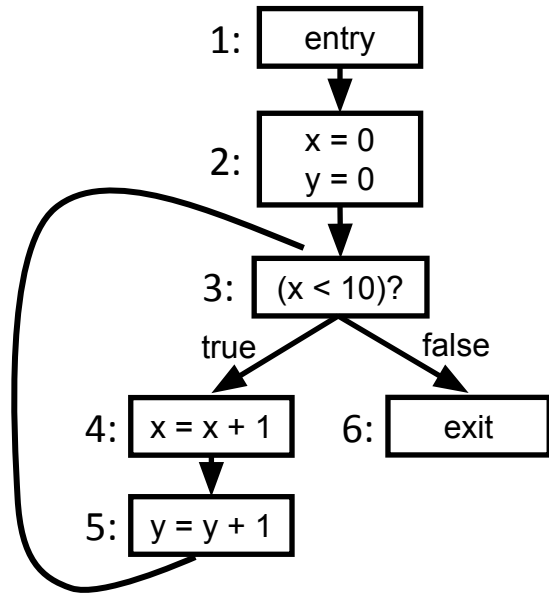 1: entry
2: x = 0
y = 0
3: (x < 10)?
true false
4: x = x + 1 6: exit
5: y = y + 1